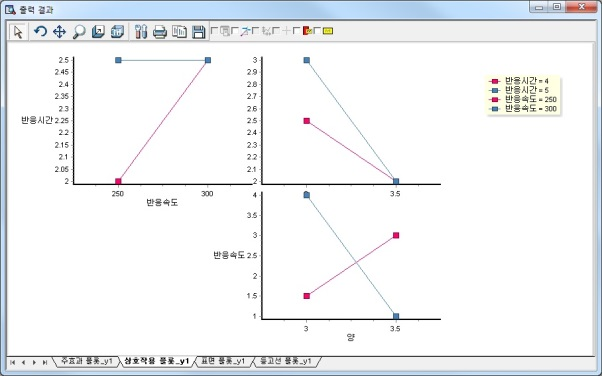 출력 결과
2.5
2.45
2.4
2.35
2.3
2.25
2.2
2.15
2.1
2.05
2
반응시간
250
300
반응속도
3
2.9
2.8
2.7
2.6
2.5
2.4
2.3
2.2
2.1
2
3.5
반응시간 = 4
반응시간 = 5
반응속도 = 250
반응속도 = 300
4
3.5
3
2.5
2
1.5
1
반응속도
3
3.5
양
주효과 플롯_y1
상호작용 플롯_y1
표면 플롯_y1
등고선 플롯_y1